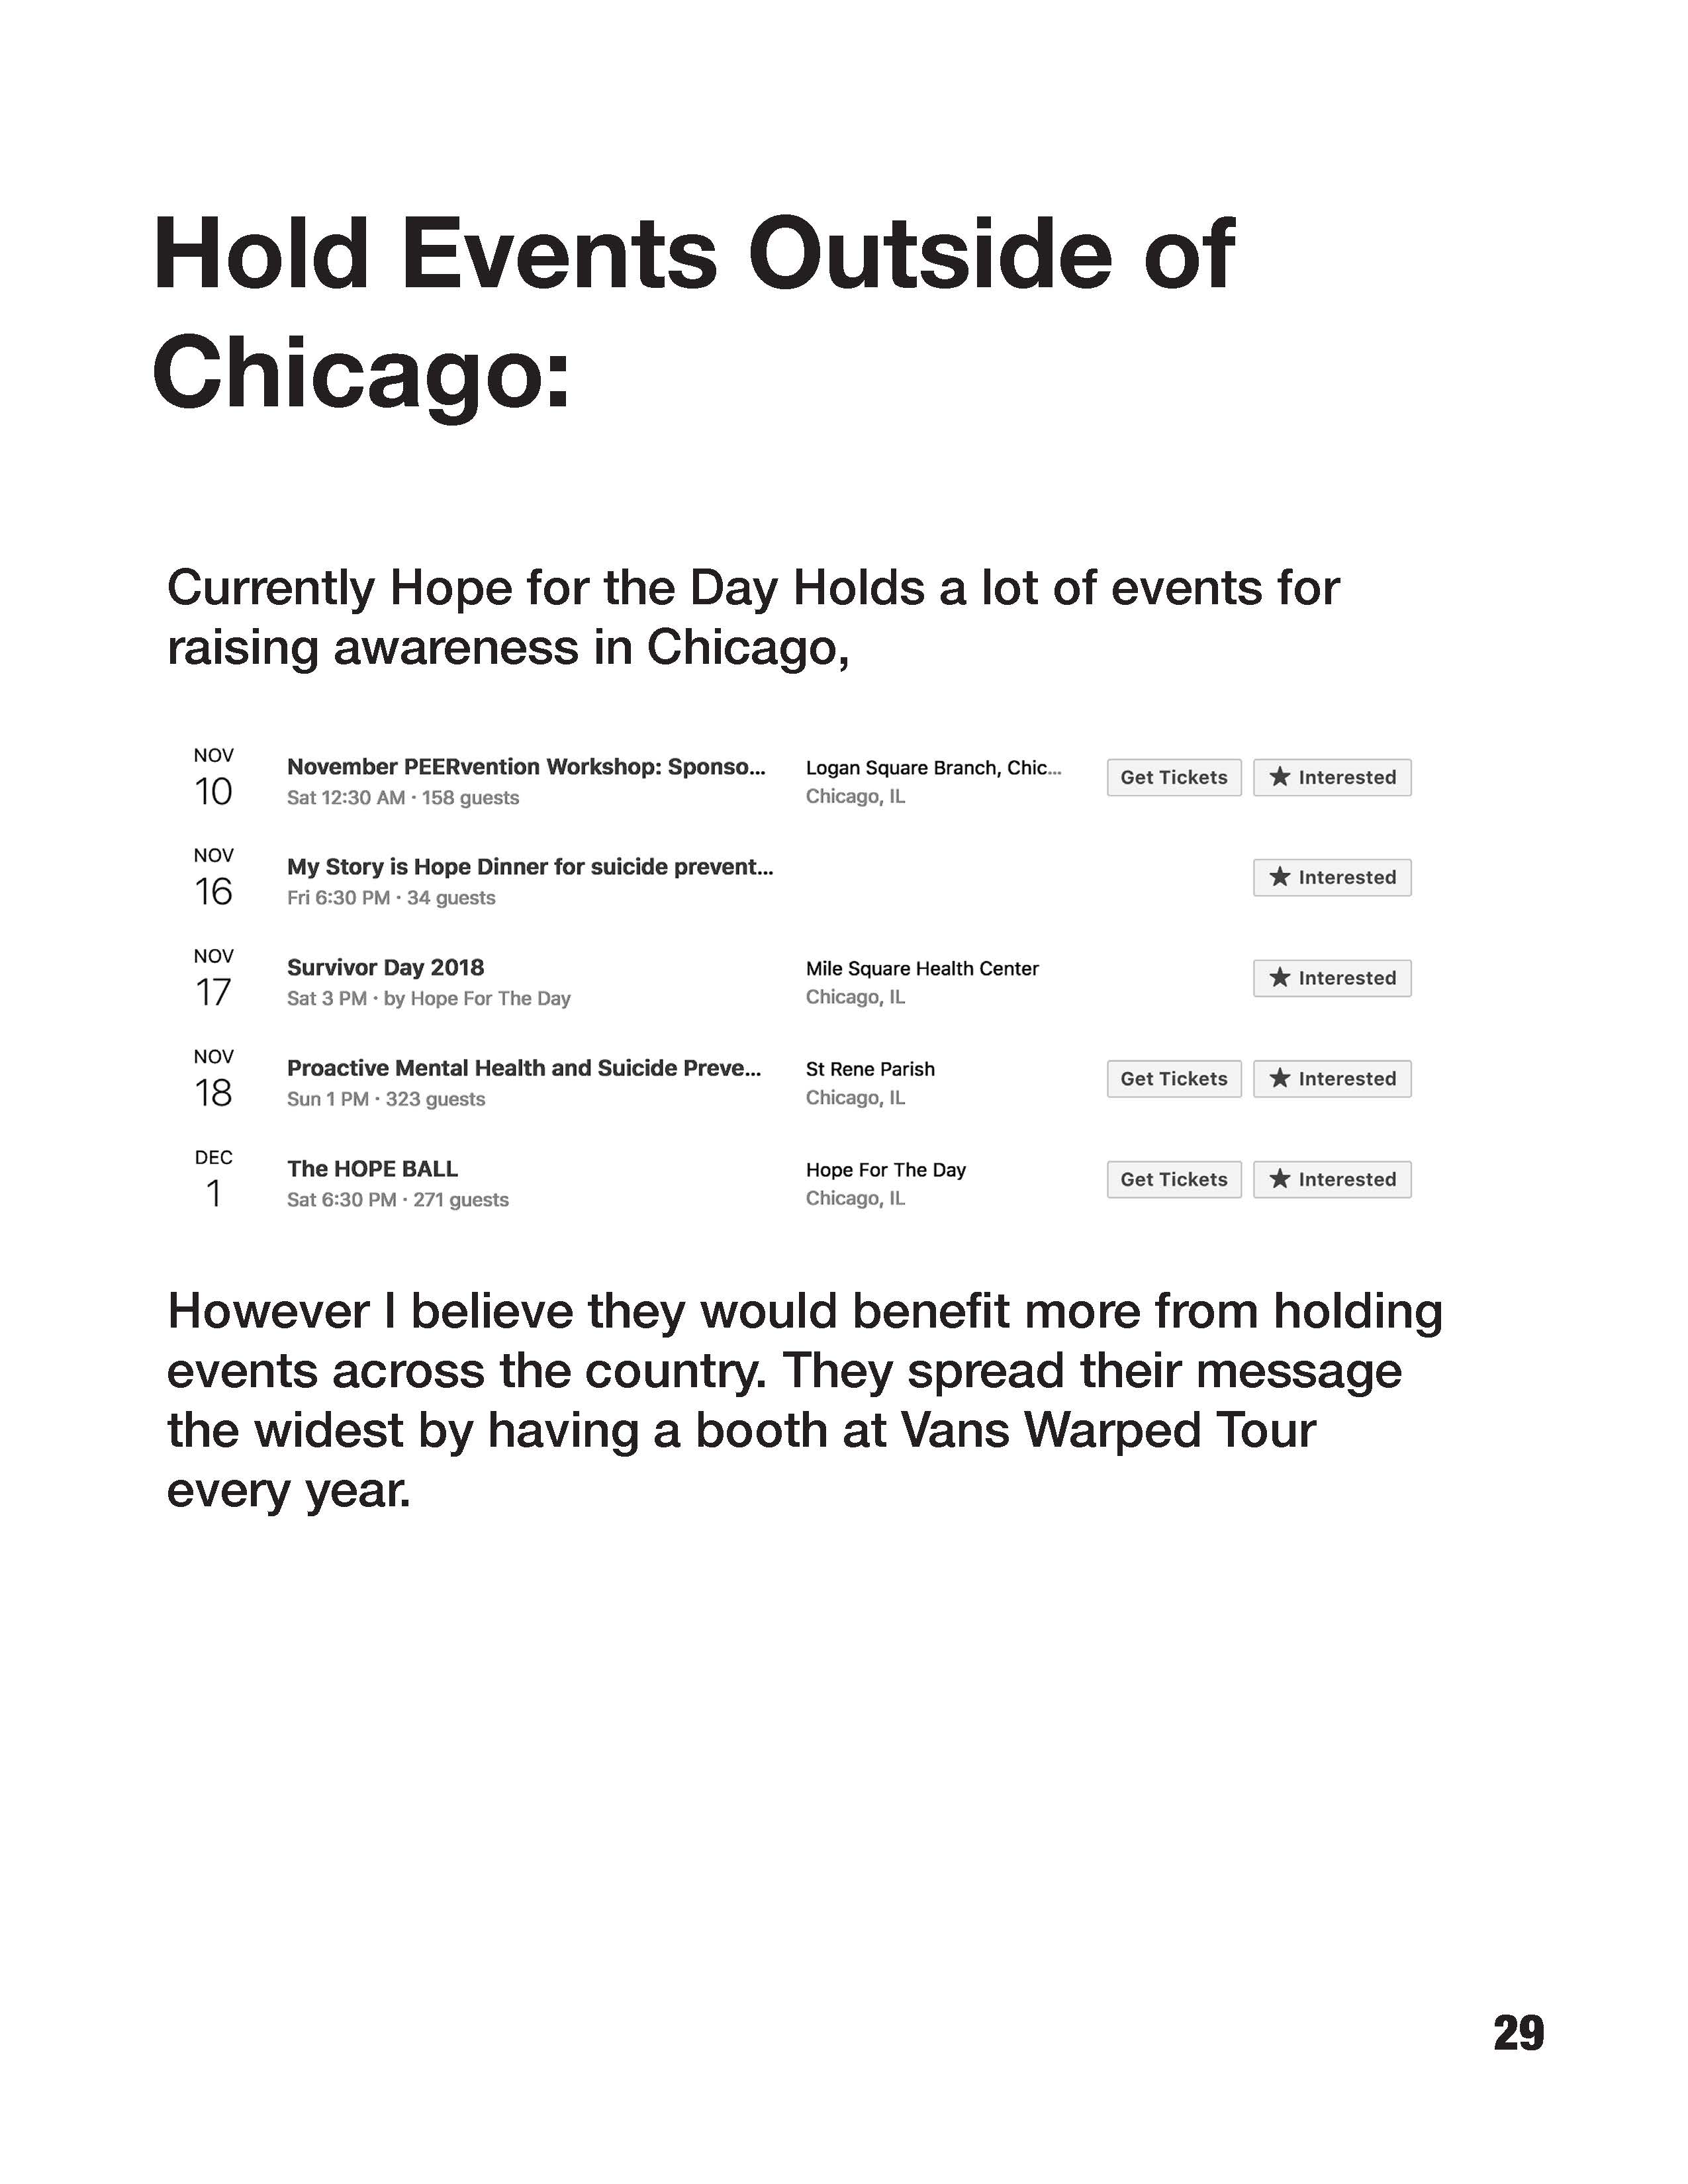 Hold Events Outside of
Chicago:
Currently Hope for the Day Holds a lot of events for
raising awareness in Chicago,
NOV
10
November PEERvention Workshop: Sponso...
Sat 12:30 AM · 158 guests
Logan Square Branch, Chic...
Chicago, IL
Get Tickets
★ Interested
NOV
16
My Story is Hope Dinner for suicide prevent...
Fri 6:30 PM · 34 guests
★ Interested
NOV
17
Survivor Day 2018
Sat 3 PM · by Hope For The Day
Mile Square Health Center
Chicago, IL
★ Interested
NOV
18
Proactive Mental Health and Suicide Preve...
Sun 1 PM · 323 guests
St Rene Parish
Chicago, IL
Get Tickets
★ Interested
DEC
1
The HOPE BALL
Sat 6:30 PM · 271 guests
Hope For The Day
Chicago, IL
Get Tickets
★ Interested
However I believe they would benefit more from holding
events across the country. They spread their message
the widest by having a booth at Vans Warped Tour
every year.
29